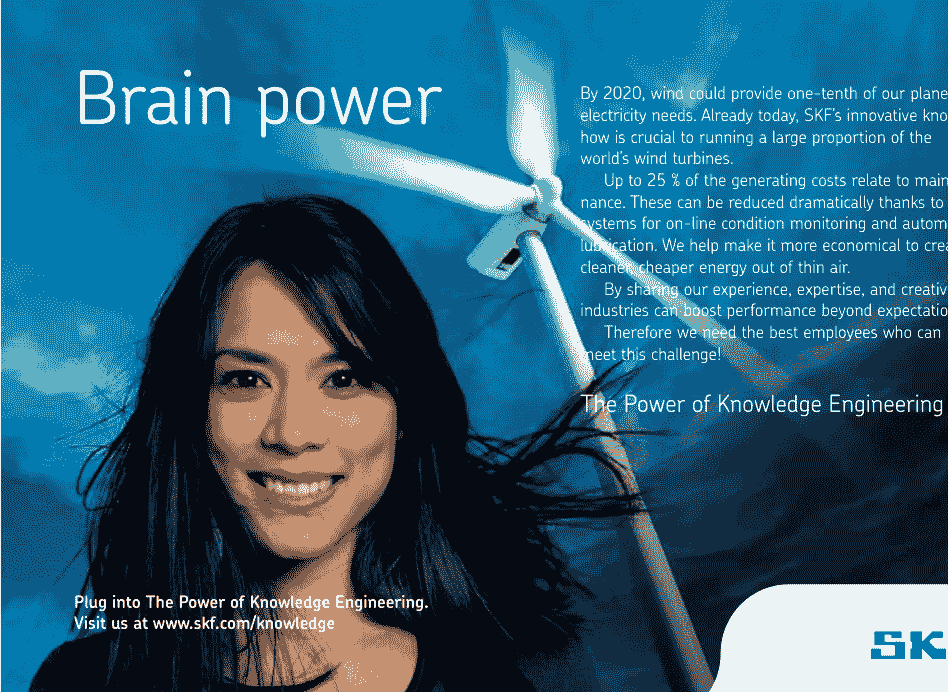 Brain power
By 2020, wind could provide one-tenth of our plane
electricity needs. Already today, SKF's innovative kno
how is crucial to running a large proportion of the
world's wind turbines.
Up to 25 % of the generating costs relate to main
nance. These can be reduced dramatically thanks to
systems for on-line condition monitoring and autom
lubrication. We help make it more economical to crea
cleaner, cheaper energy out of thin air.
By sharing our experience, expertise, and creativ
industries can boost performance beyond expectatio
Therefore we need the best employees who can
meet this challenge!
The Power of Knowledge Engineering
Plug into The Power of Knowledge Engineering.
Visit us at www.skf.com/knowledge
SK